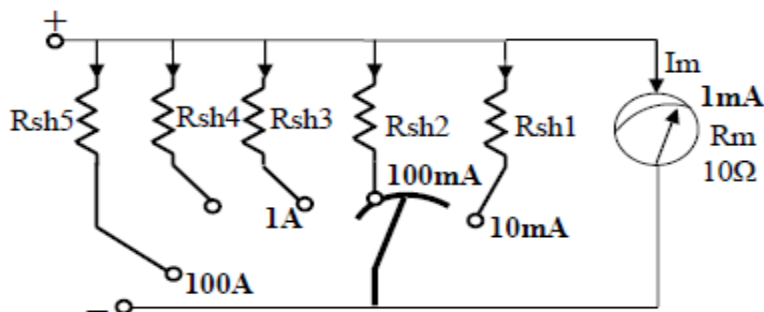 +
Im
1mA
Rsh5
Rsh4
Rsh3
Rsh2
Rsh1
Rm
10Ω
100mA
1A
10mA
100A
−